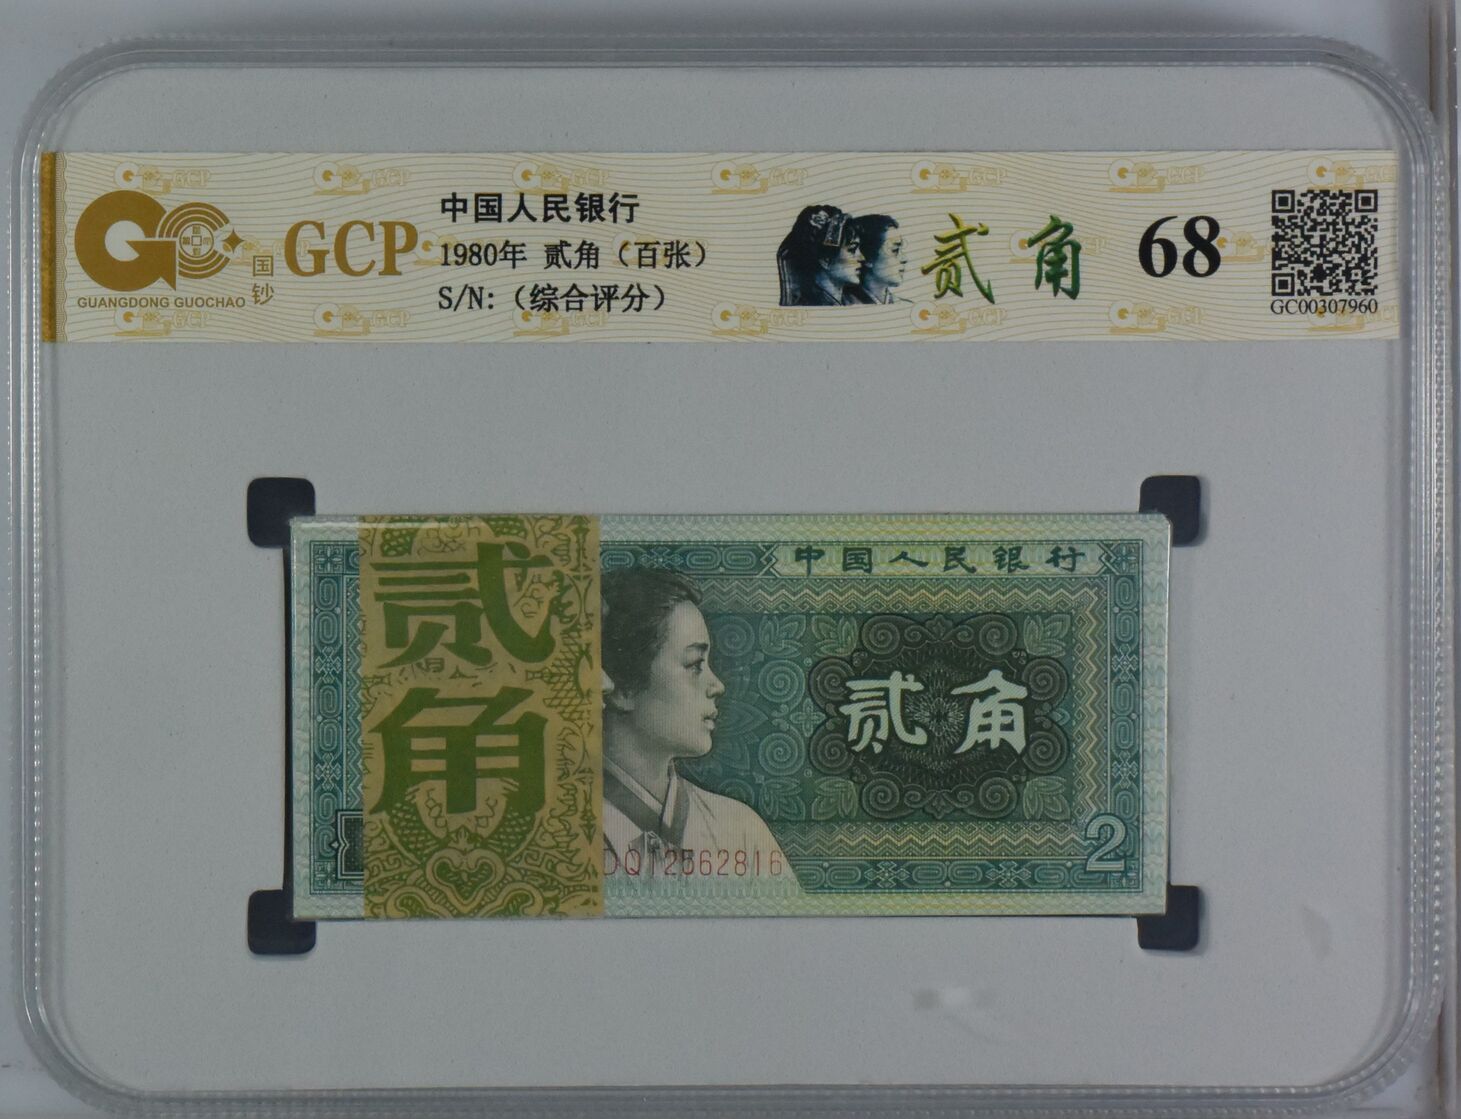 GCP
国钞
GUANGDONG GUOCHAO
中国人民银行
1980年 贰角（百张）
S/N:（综合评分）
贰角
68
GC00307960
中国人民银行
贰角
贰角
DQ12562816
2